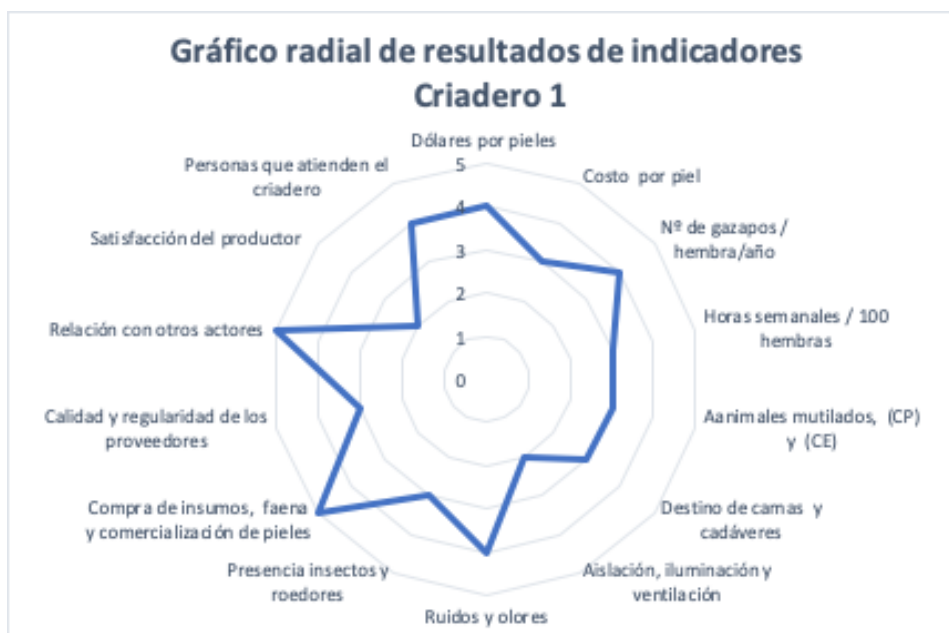 Gráfico radial de resultados de indicadores
Criadero 1
Dólares por pieles
Costo por piel
Nº de gazapos /
hembra/año
Horas semanales / 100
hembras
Aanimales mutilados, (CP)
y (CE)
Destino de camas y
cadáveres
Aislación, iluminación y
ventilación
Ruidos y olores
Presencia insectos y
roedores
Compra de insumos, faena
y comercialización de pieles
Calidad y regularidad de los
proveedores
Relación con otros actores
Satisfacción del productor
Personas que atienden el
criadero
5
4
3
2
1
0